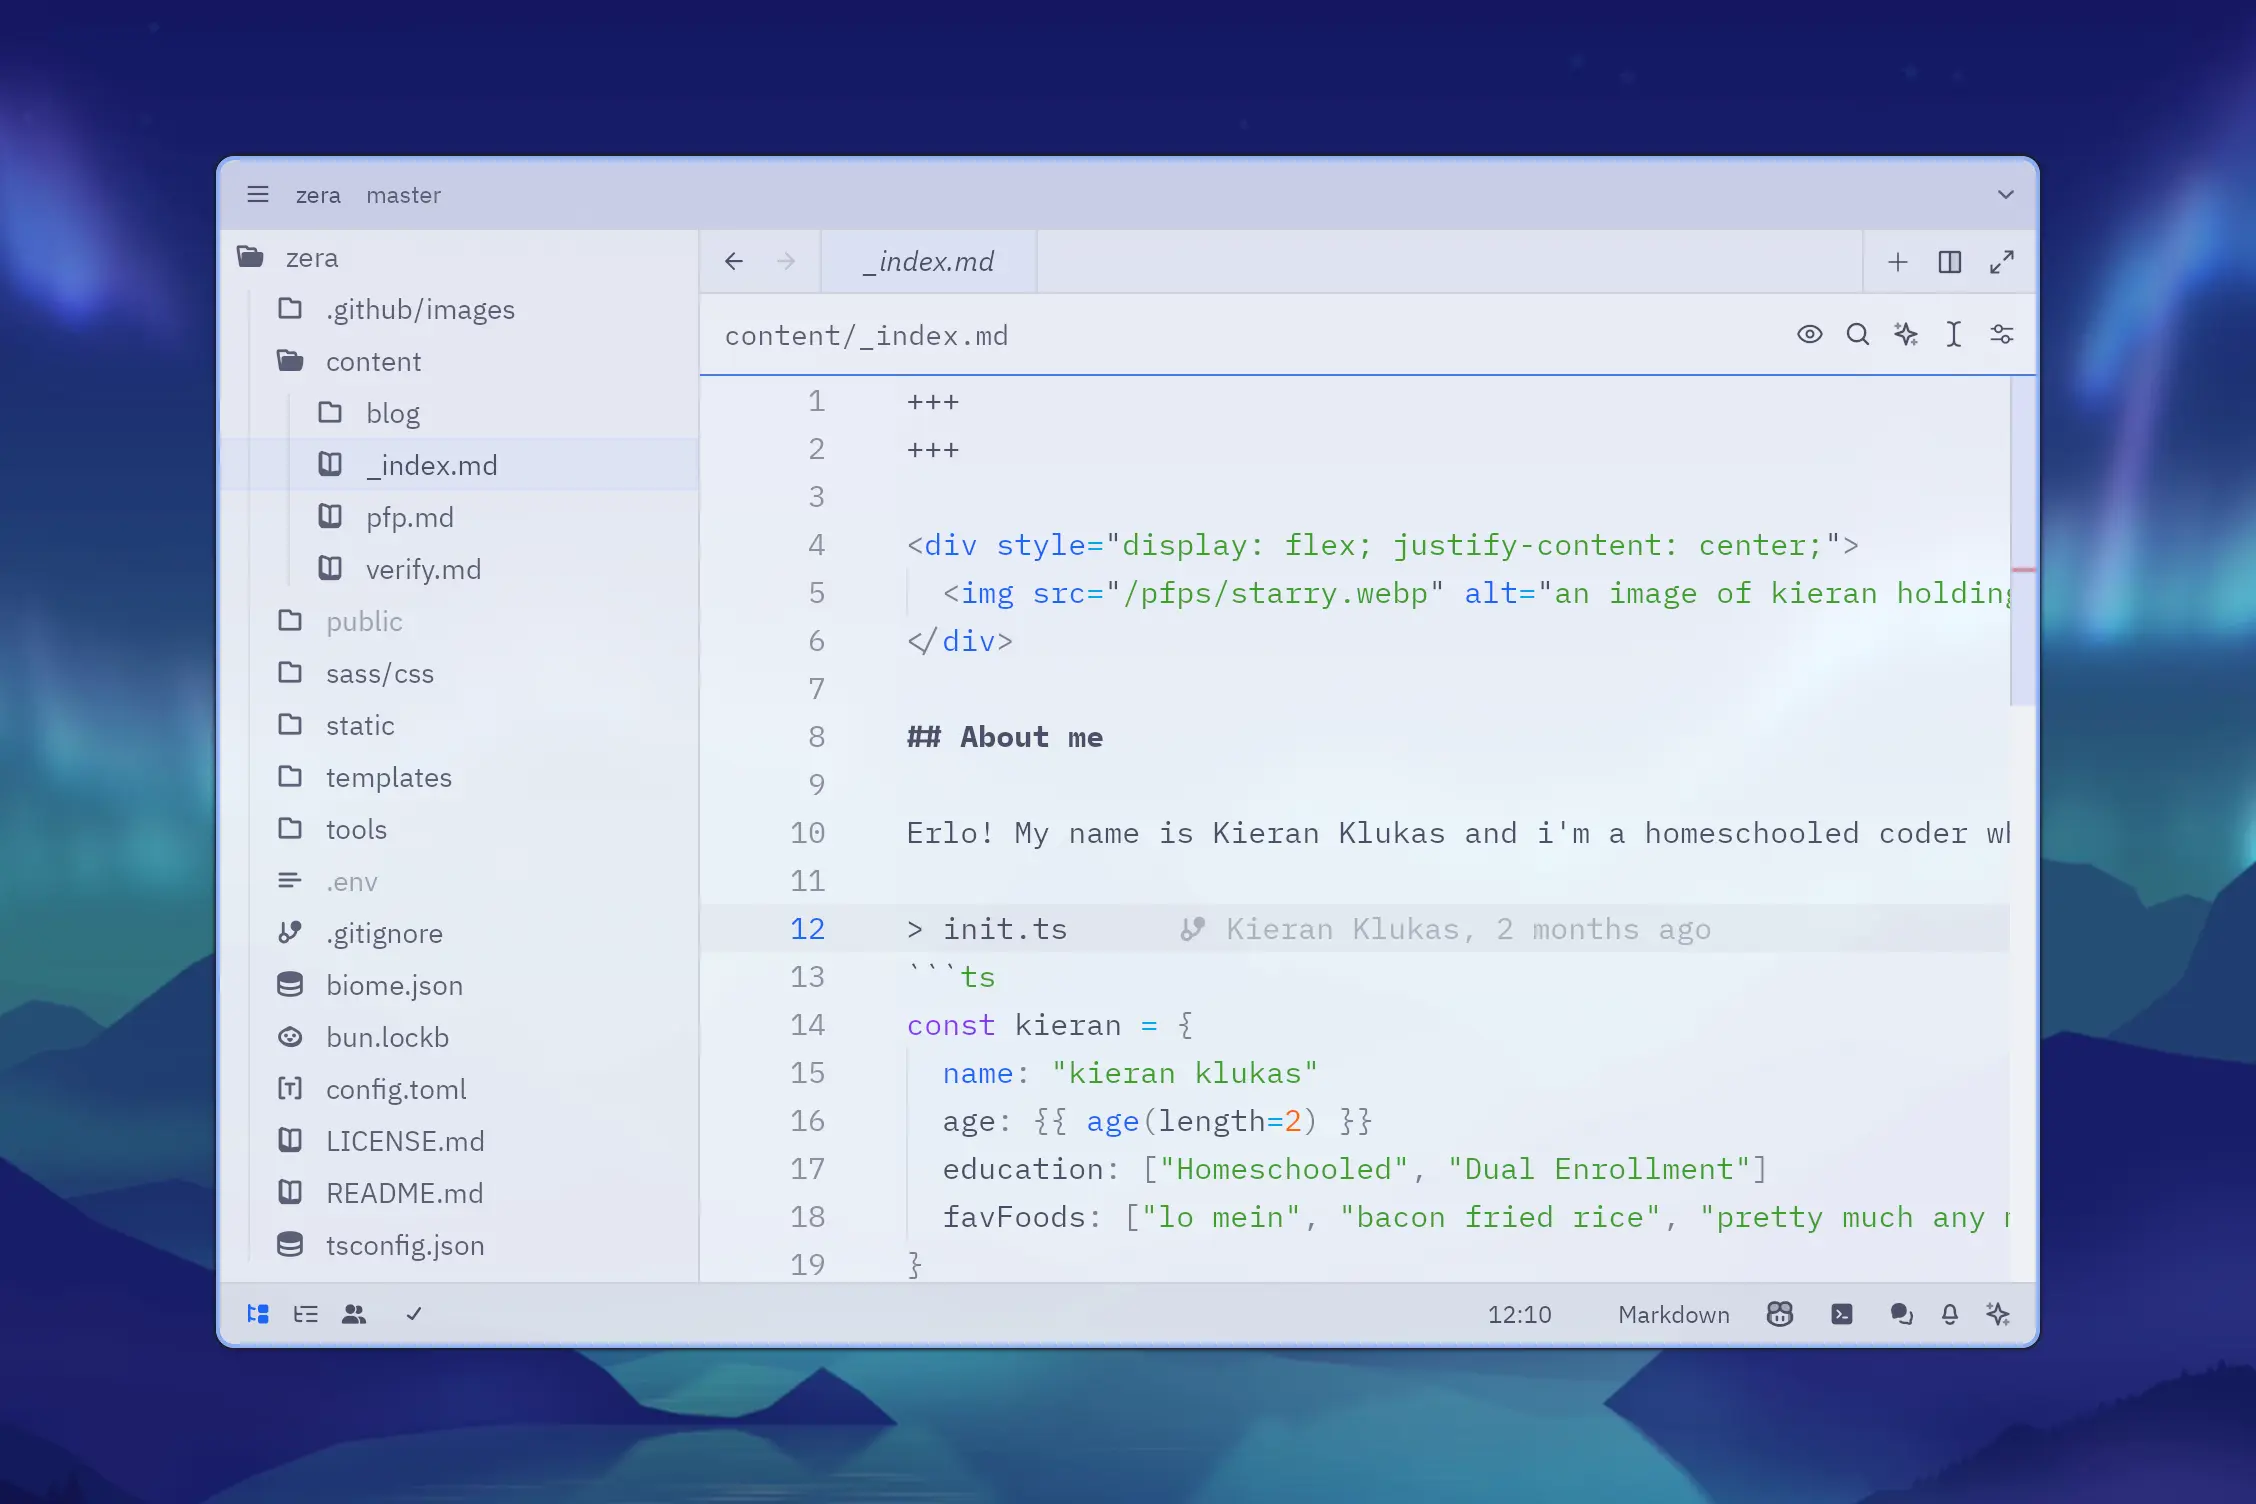 zera master
zera
.github/images
content
blog
_index.md
pfp.md
verify.md
public
sass/css
static
templates
tools
.env
.gitignore
biome.json
bun.lockb
config.toml
LICENSE.md
README.md
tsconfig.json
_index.md
content/_index.md
1 +++
2 +++
3
4 <div style="display: flex; justify-content: center;">
5 <img src="/pfps/starry.webp" alt="an image of kieran holding
6 </div>
7
8 ## About me
9
10 Erlo! My name is Kieran Klukas and i'm a homeschooled coder
11
12 > init.ts Kieran Klukas, 2 months ago
13 ```ts
14 const kieran = {
15 name: "kieran klukas"
16 age: {{ age(length=2) }}
17 education: ["Homeschooled", "Dual Enrollment"]
18 favFoods: ["lo mein", "bacon fried rice", "pretty much any
19 }
12:10 Markdown